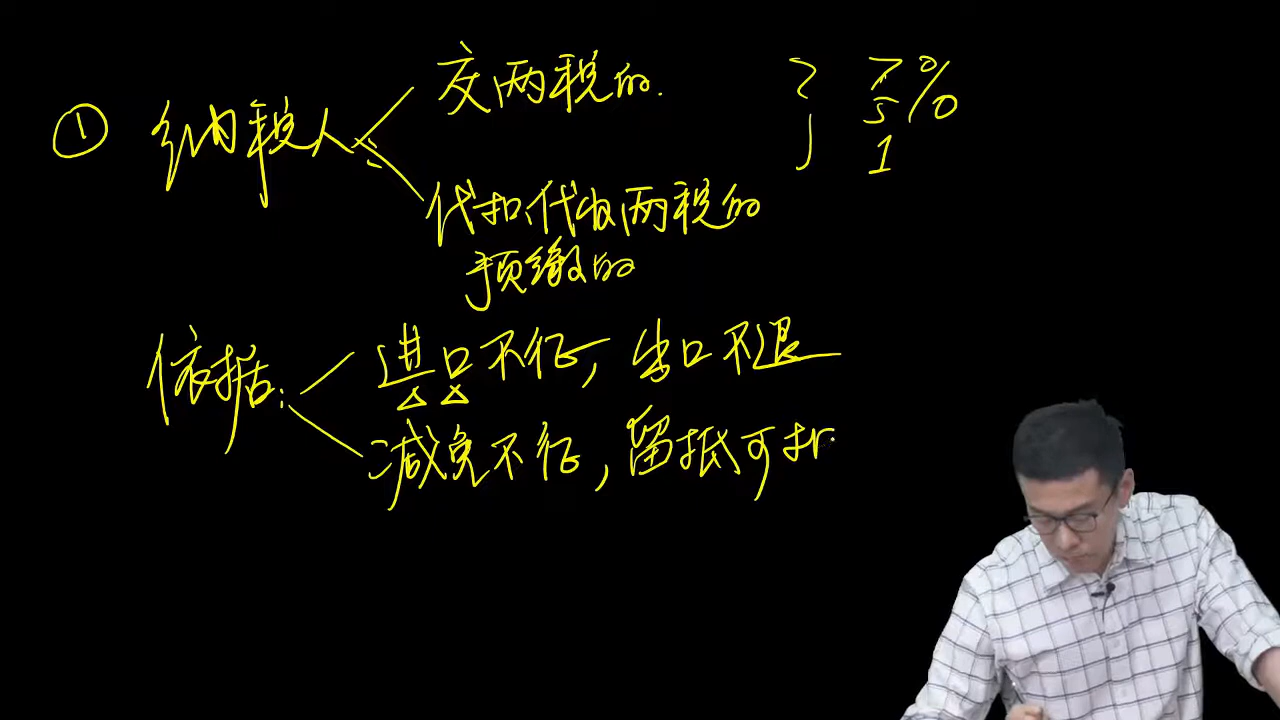 ① 纳税人
交两税的.
7%
5%
1
代扣、代收两税的
预缴的
依据:
进口不征, 出口不退
减免不征, 留抵可扣